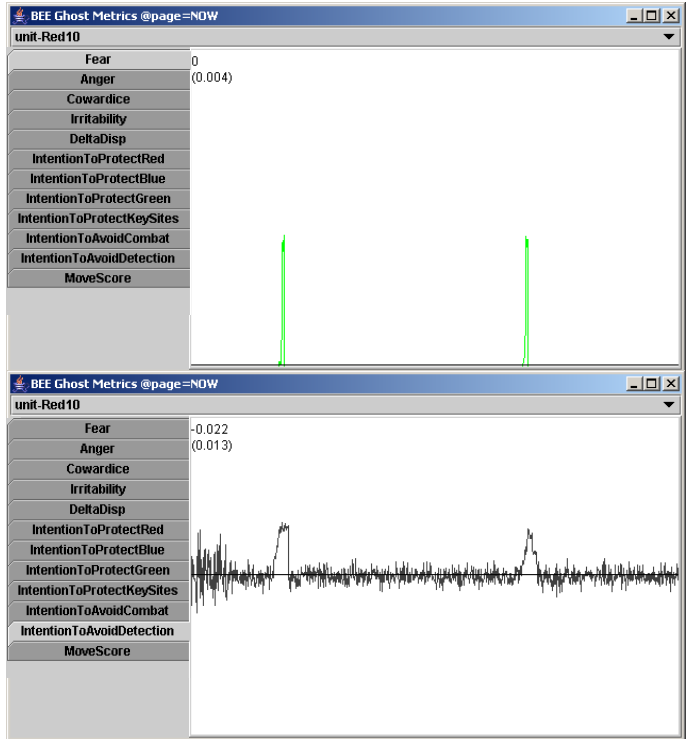 BEE Ghost Metrics @page=NOW
unit-Red10
Fear
Anger
Cowardice
Irritability
DeltaDisp
IntentionToProtectRed
IntentionToProtectBlue
IntentionToProtectGreen
IntentionToProtectKeySites
IntentionToAvoidCombat
IntentionToAvoidDetection
MoveScore
0
(0.004)
BEE Ghost Metrics @page=NOW
unit-Red10
Fear
Anger
Cowardice
Irritability
DeltaDisp
IntentionToProtectRed
IntentionToProtectBlue
IntentionToProtectGreen
IntentionToProtectKeySites
IntentionToAvoidCombat
IntentionToAvoidDetection
MoveScore
-0.022
(0.013)